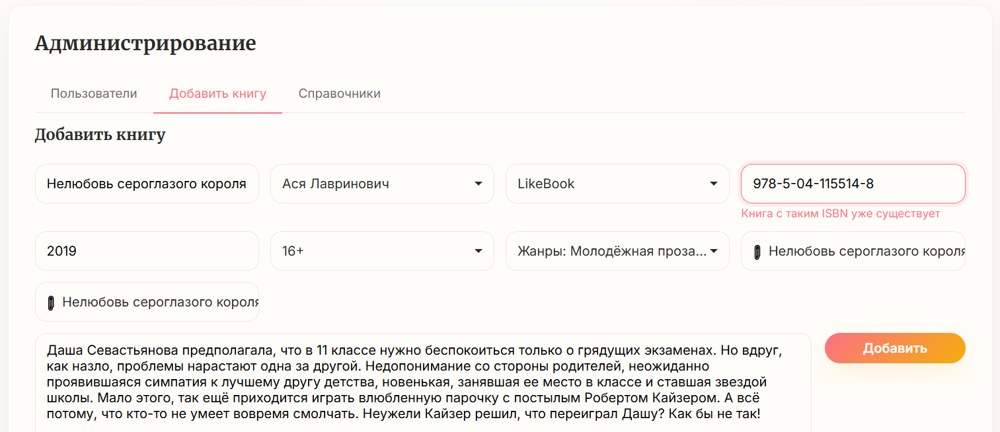 Администрирование
Пользователи
Добавить книгу
Справочники
Добавить книгу
Нелюбовь сероглазого короля
Ася Лавринович
LikeBook
978-5-04-115514-8
Книга с таким ISBN уже существует
2019
16+
Жанры: Молодёжная проза...
Нелюбовь сероглазого короля
Нелюбовь сероглазого короля
Даша Севастьянова предполагала, что в 11 классе нужно беспокоиться только о грядущих экзаменах. Но вдруг,
как назло, проблемы нарастают одна за другой. Недопонимание со стороны родителей, неожиданно
проявившаяся симпатия к лучшему другу детства, новенькая, занявшая ее место в классе и ставшая звездой
школы. Мало этого, так ещё приходится играть влюбленную парочку с постылым Робертом Кайзером. А всё
потому, что кто-то не умеет вовремя смолчать. Неужели Кайзер решил, что переиграл Дашу? Как бы не так!
Добавить